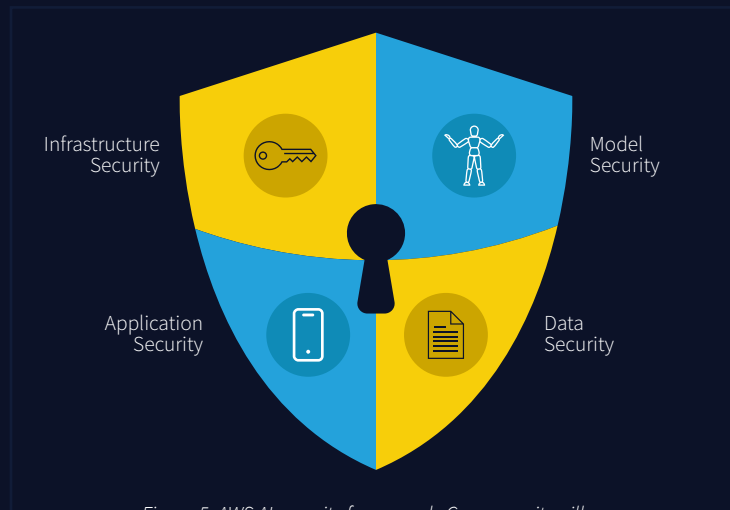 Infrastructure
Security
Model
Security
Application
Security
Data
Security